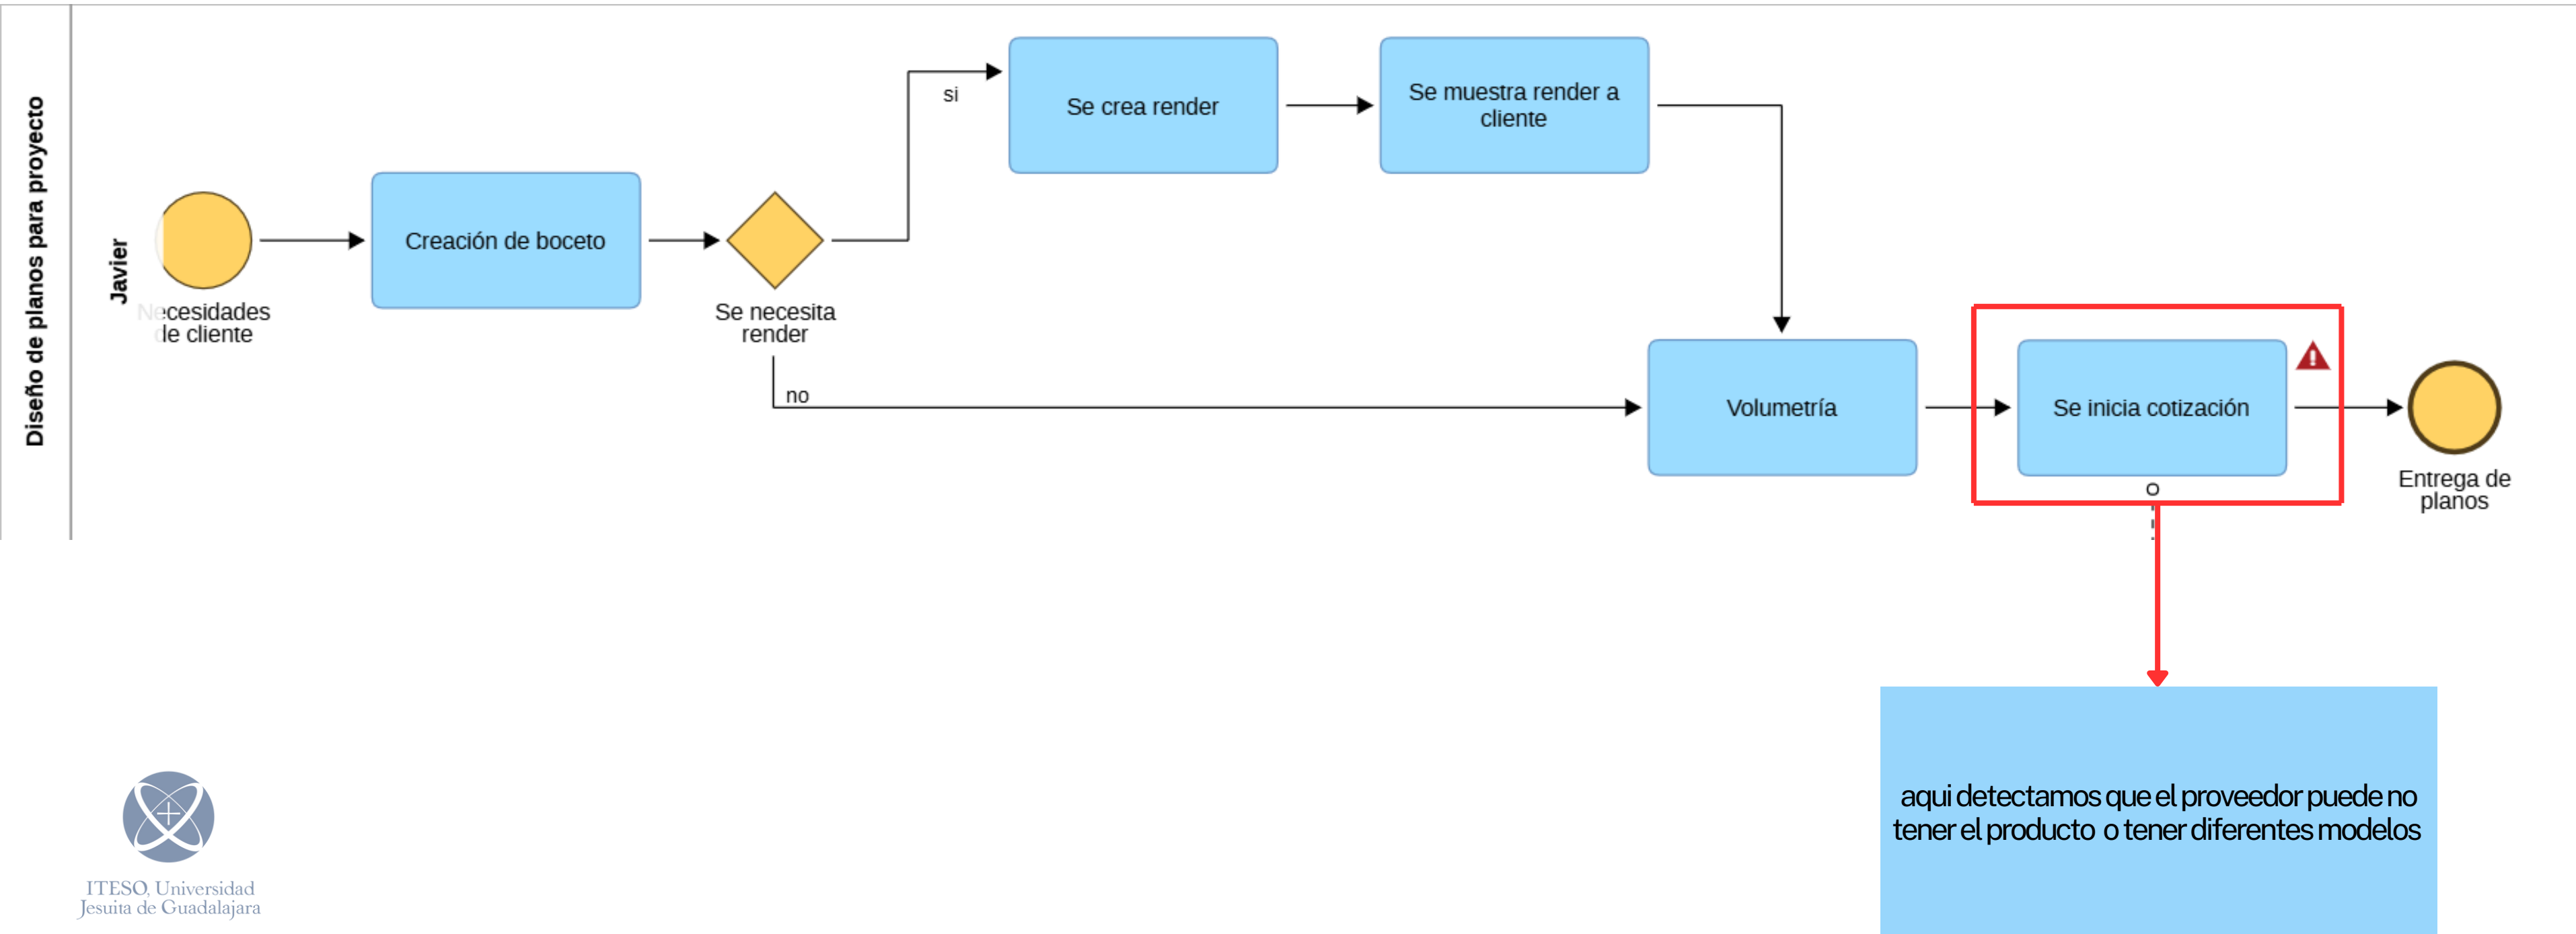 Diseño de planos para proyecto
Javier
Necesidades
de cliente
Creación de boceto
Se necesita
render
si
no
Se crea render
Se muestra render a
cliente
Volumetría
Se inicia cotización
Entrega de
planos
aqui detectamos que el proveedor puede no
tener el producto o tener diferentes modelos
ITESO, Universidad
Jesuita de Guadalajara